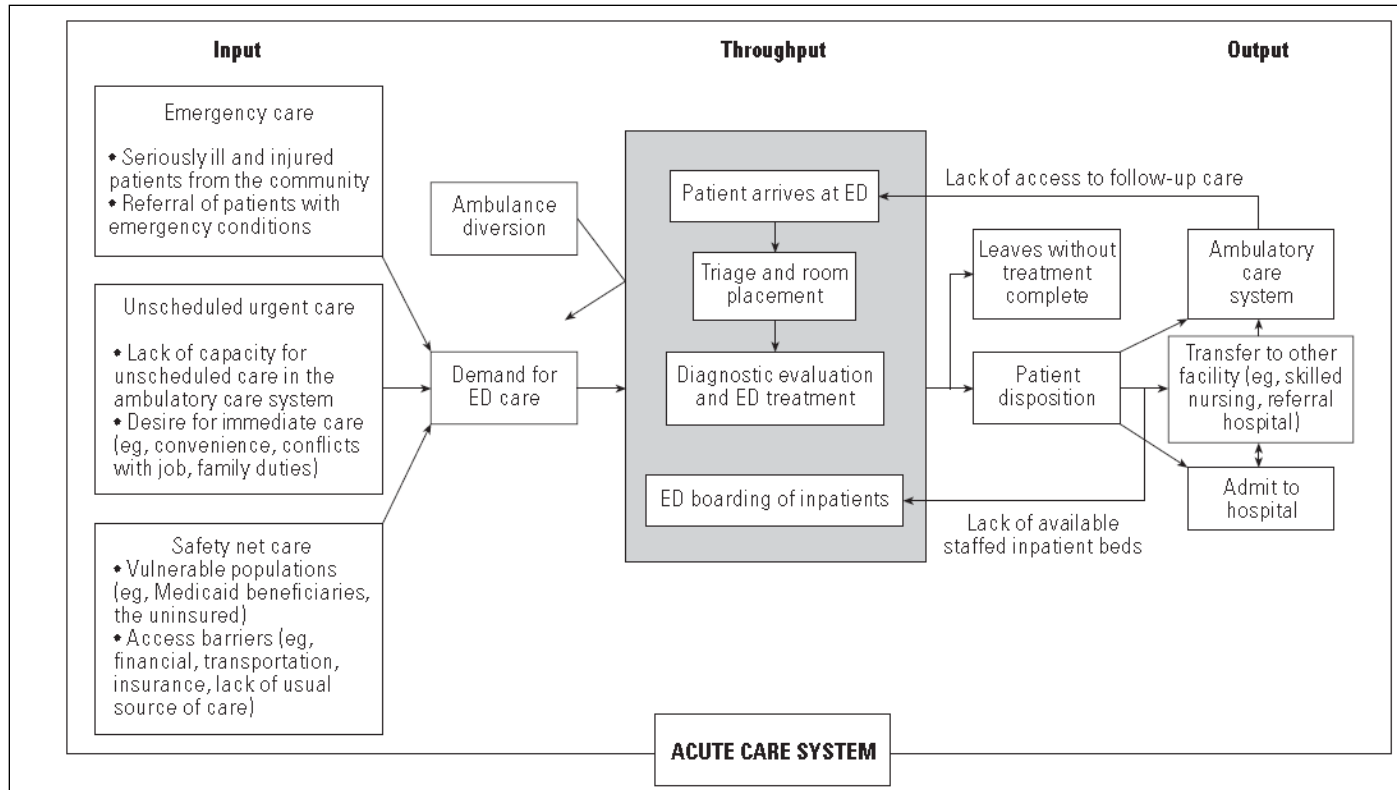 Input
Throughput
Output
Emergency care
• Seriously ill and injured
patients from the community
• Referral of patients with
emergency conditions
Unscheduled urgent care
• Lack of capacity for
unscheduled care in the
ambulatory care system
• Desire for immediate care
(eg, convenience, conflicts
with job, family duties)
Safety net care
• Vulnerable populations
(eg, Medicaid beneficiaries,
the uninsured)
• Access barriers (eg,
financial, transportation,
insurance, lack of usual
source of care)
Ambulance
diversion
Demand for
ED care
Patient arrives at ED
Triage and room
placement
Diagnostic evaluation
and ED treatment
ED boarding of inpatients
Lack of access to follow-up care
Leaves without
treatment
complete
Patient
disposition
Lack of available
staffed inpatient beds
Ambulatory
care
system
Transfer to other
facility (eg, skilled
nursing, referral
hospital)
Admit to
hospital
ACUTE CARE SYSTEM